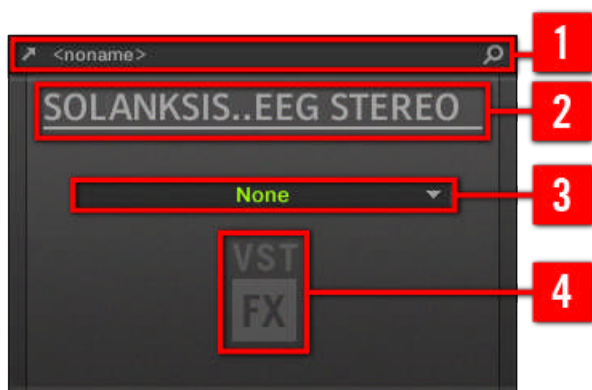 <noname>
1
SOLANKSIS..EEG STEREO
2
None
3
VST
FX
4